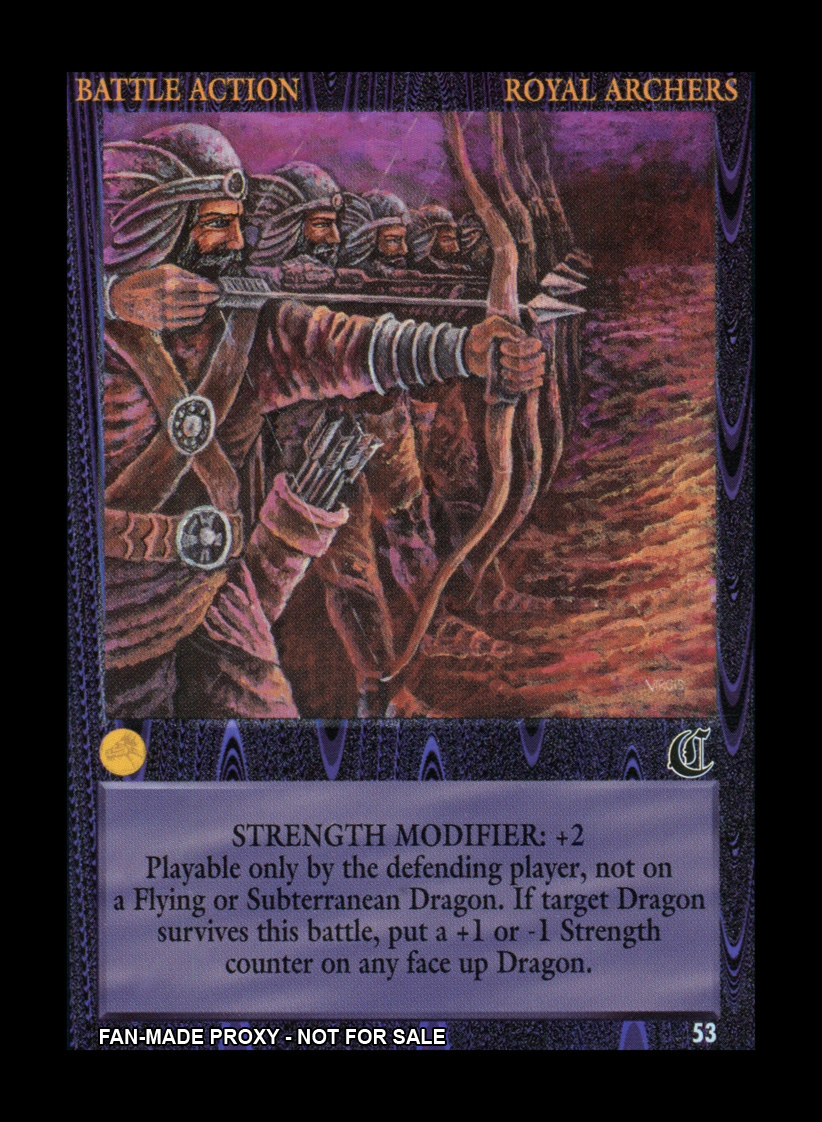 BATTLE ACTION ROYAL ARCHERS
VIRGIS
C
STRENGTH MODIFIER: +2
Playable only by the defending player, not on
a Flying or Subterranean Dragon. If target Dragon
survives this battle, put a +1 or -1 Strength
counter on any face up Dragon.
FAN-MADE PROXY - NOT FOR SALE 53